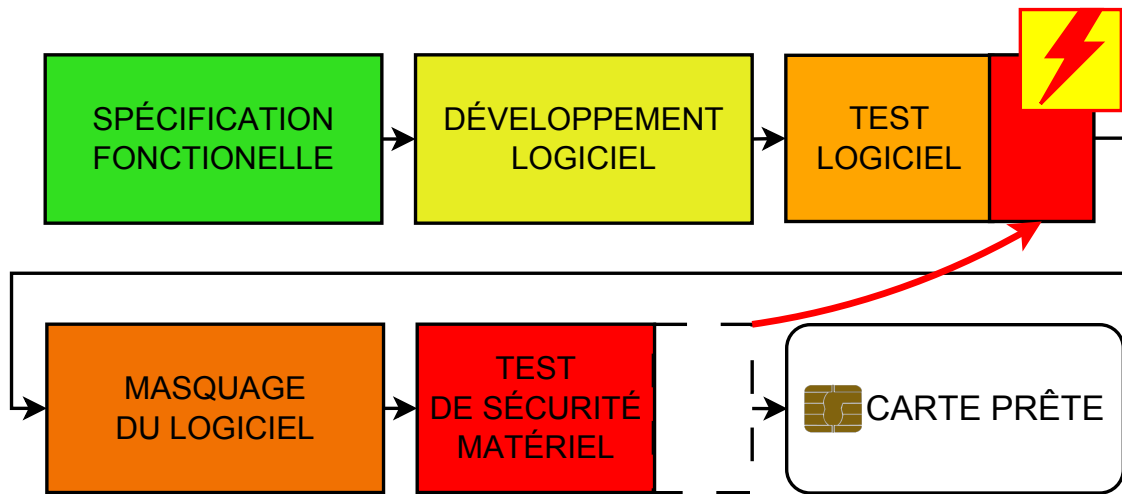 SPÉCIFICATION
FONCTIONELLE
DÉVELOPPEMENT
LOGICIEL
TEST
LOGICIEL
MASQUAGE
DU LOGICIEL
TEST
DE SÉCURITÉ
MATÉRIEL
CARTE PRÊTE